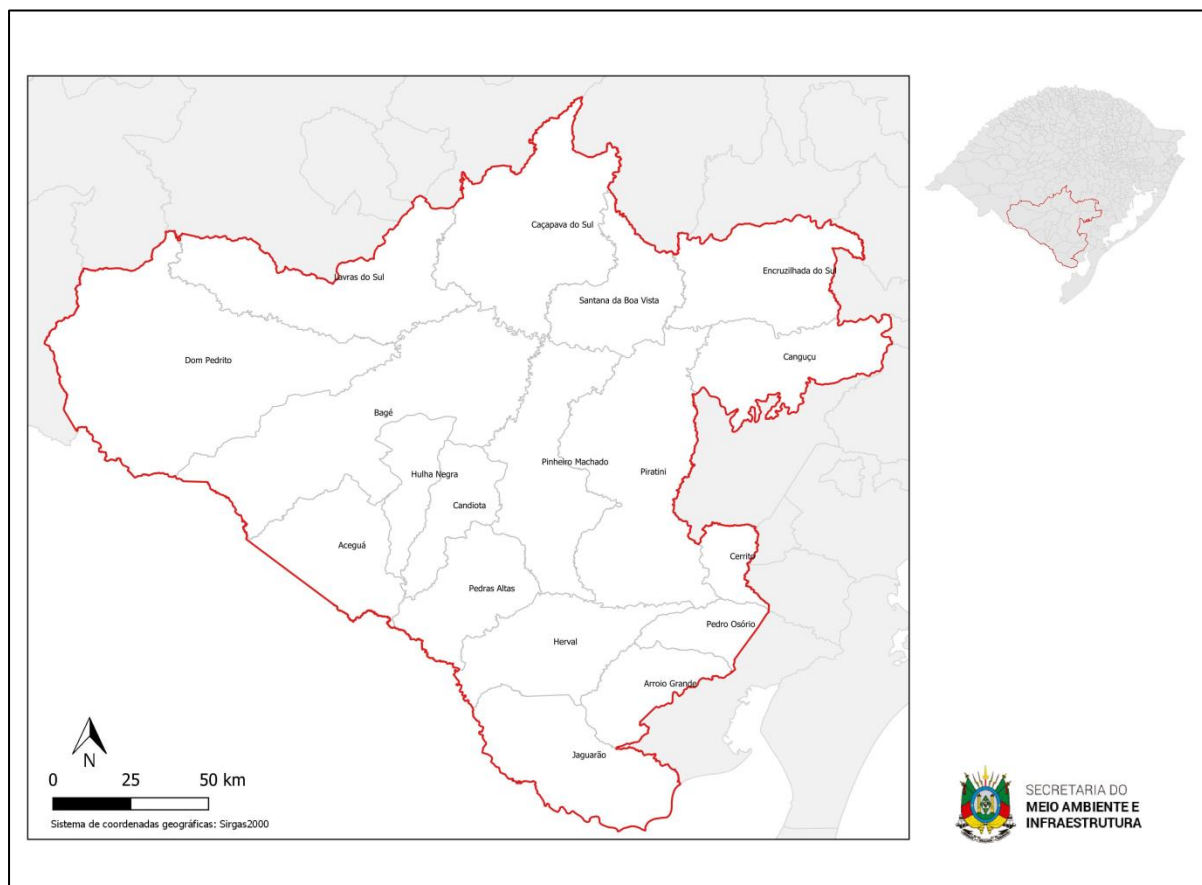 Caçapava do Sul
Lavras do Sul
Encruzilhada do Sul
Santana da Boa Vista
Dom Pedrito
Canguçu
Bagé
Hulha Negra
Pinheiro Machado
Piratini
Candiota
Aceguá
Cerrito
Pedras Altas
Pedro Osório
Herval
Arroio Grande
Jaguarão
N
0 25 50 km
Sistema de coordenadas geográficas: Sirgas2000
SECRETARIA DO
MEIO AMBIENTE E
INFRAESTRUTURA